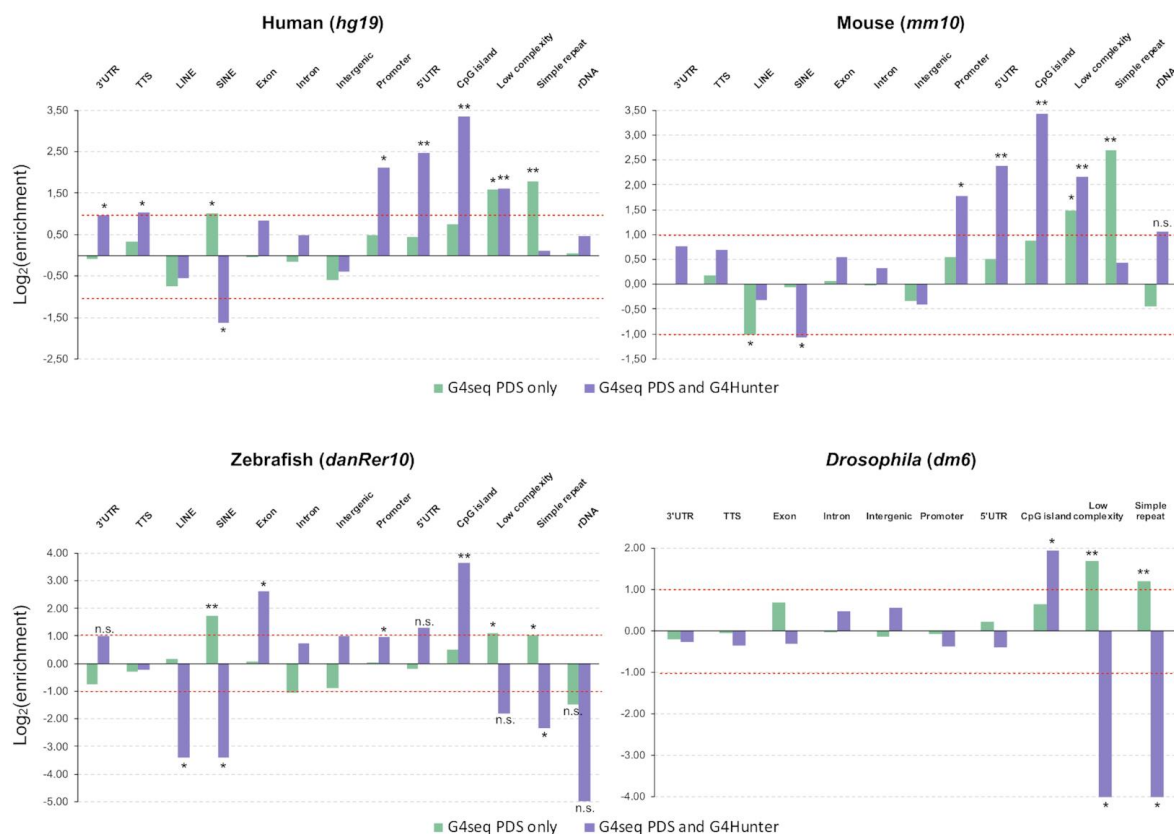 Human (hg19)
3'UTR
TTS
LINE
SINE
Exon
Intron
Intergenic
Promoter
5'UTR
CpG island
Low complexity
Simple repeat
rDNA
Log2(enrichment)
3,50
2,50
1,50
0,50
-0,50
-1,50
-2,50
*
*
*
*
*
**
**
*
**
**
Mouse (mm10)
3'UTR
TTS
LINE
SINE
Exon
Intron
Intergenic
Promoter
5'UTR
CpG island
Low complexity
Simple repeat
rDNA
3,50
3,00
2,50
2,00
1,50
1,00
0,50
0,00
-0,50
-1,00
-1,50
*
*
*
**
**
*
**
**
n.s.
G4seq PDS only
G4seq PDS and G4Hunter
Zebrafish (danRer10)
3'UTR
TTS
LINE
SINE
Exon
Intron
Intergenic
Promoter
5'UTR
CpG island
Low complexity
Simple repeat
rDNA
Log2(enrichment)
4.00
3.00
2.00
1.00
0.00
-1.00
-2.00
-3.00
-4.00
-5.00
n.s.
*
**
*
*
*
n.s.
**
*
n.s.
*
*
n.s.
n.s.
Drosophila (dm6)
3'UTR
TTS
Exon
Intron
Intergenic
Promoter
5'UTR
CpG island
Low
complexity
Simple
repeat
2.00
1.00
0.00
-1.00
-2.00
-3.00
-4.00
*
**
*
**
*
G4seq PDS only
G4seq PDS and G4Hunter